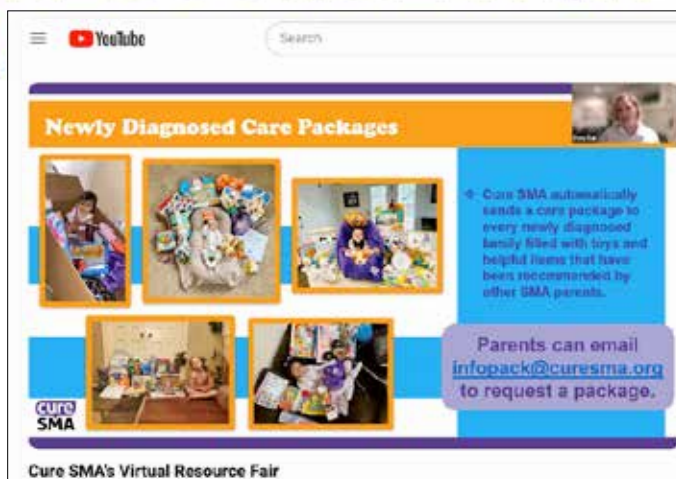 YouTube
Search
Newly Diagnosed Care Packages
Cure SMA automatically
sends a care package to
every newly diagnosed
family filled with toys and
helpful items that have
been recommended by
other SMA parents.
Parents can email
infopack@curesma.org
to request a package.
cure
SMA
Cure SMA's Virtual Resource Fair